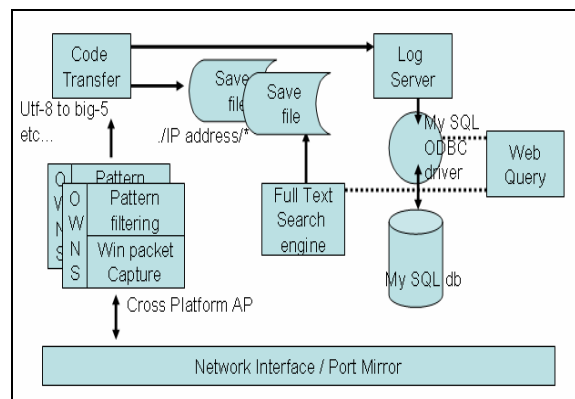 Code
Transfer
Log
Server
Save
file
Save
file
Utf-8 to big-5
etc...
./IP address/*
My SQL
ODBC
driver
Web
Query
O
W
N
S
Pattern
O
W
N
S
Pattern
filtering
Win packet
Capture
Full Text
Search
engine
My SQL db
Cross Platform AP
Network Interface / Port Mirror